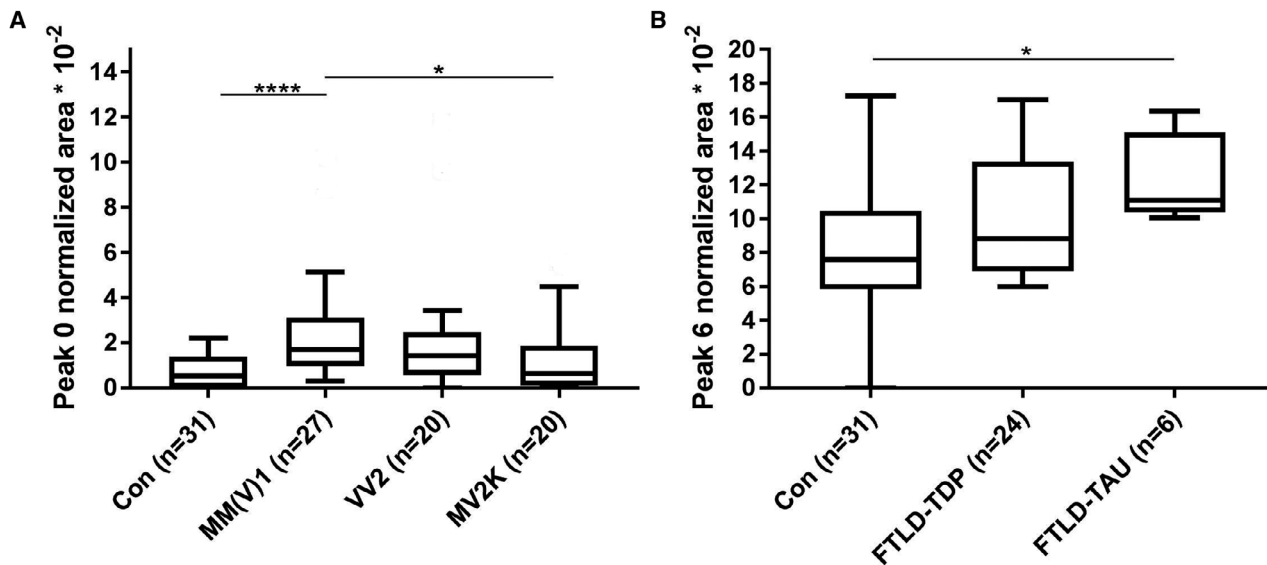 A
Peak 0 normalized area * 10-2
14
12
10
8
6
4
2
0
****
*
Con (n=31)
MM(V)1 (n=27)
VV2 (n=20)
MV2K (n=20)
B
Peak 6 normalized area * 10-2
20
18
16
14
12
10
8
6
4
2
0
*
Con (n=31)
FTLD-TDP (n=24)
FTLD-TAU (n=6)